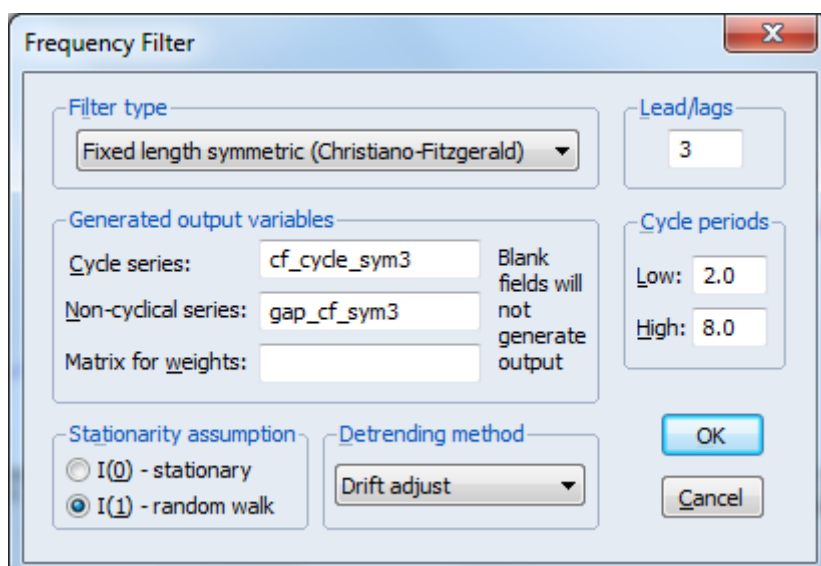 Frequency Filter
Filter type
Fixed length symmetric (Christiano-Fitzgerald)
Lead/lags
3
Generated output variables
Cycle series:
cf_cycle_sym3
Non-cyclical series:
gap_cf_sym3
Matrix for weights:
Blank
fields will
not
generate
output
Cycle periods
Low: 2.0
High: 8.0
Stationarity assumption
I(0) - stationary
I(1) - random walk
Detrending method
Drift adjust
OK
Cancel